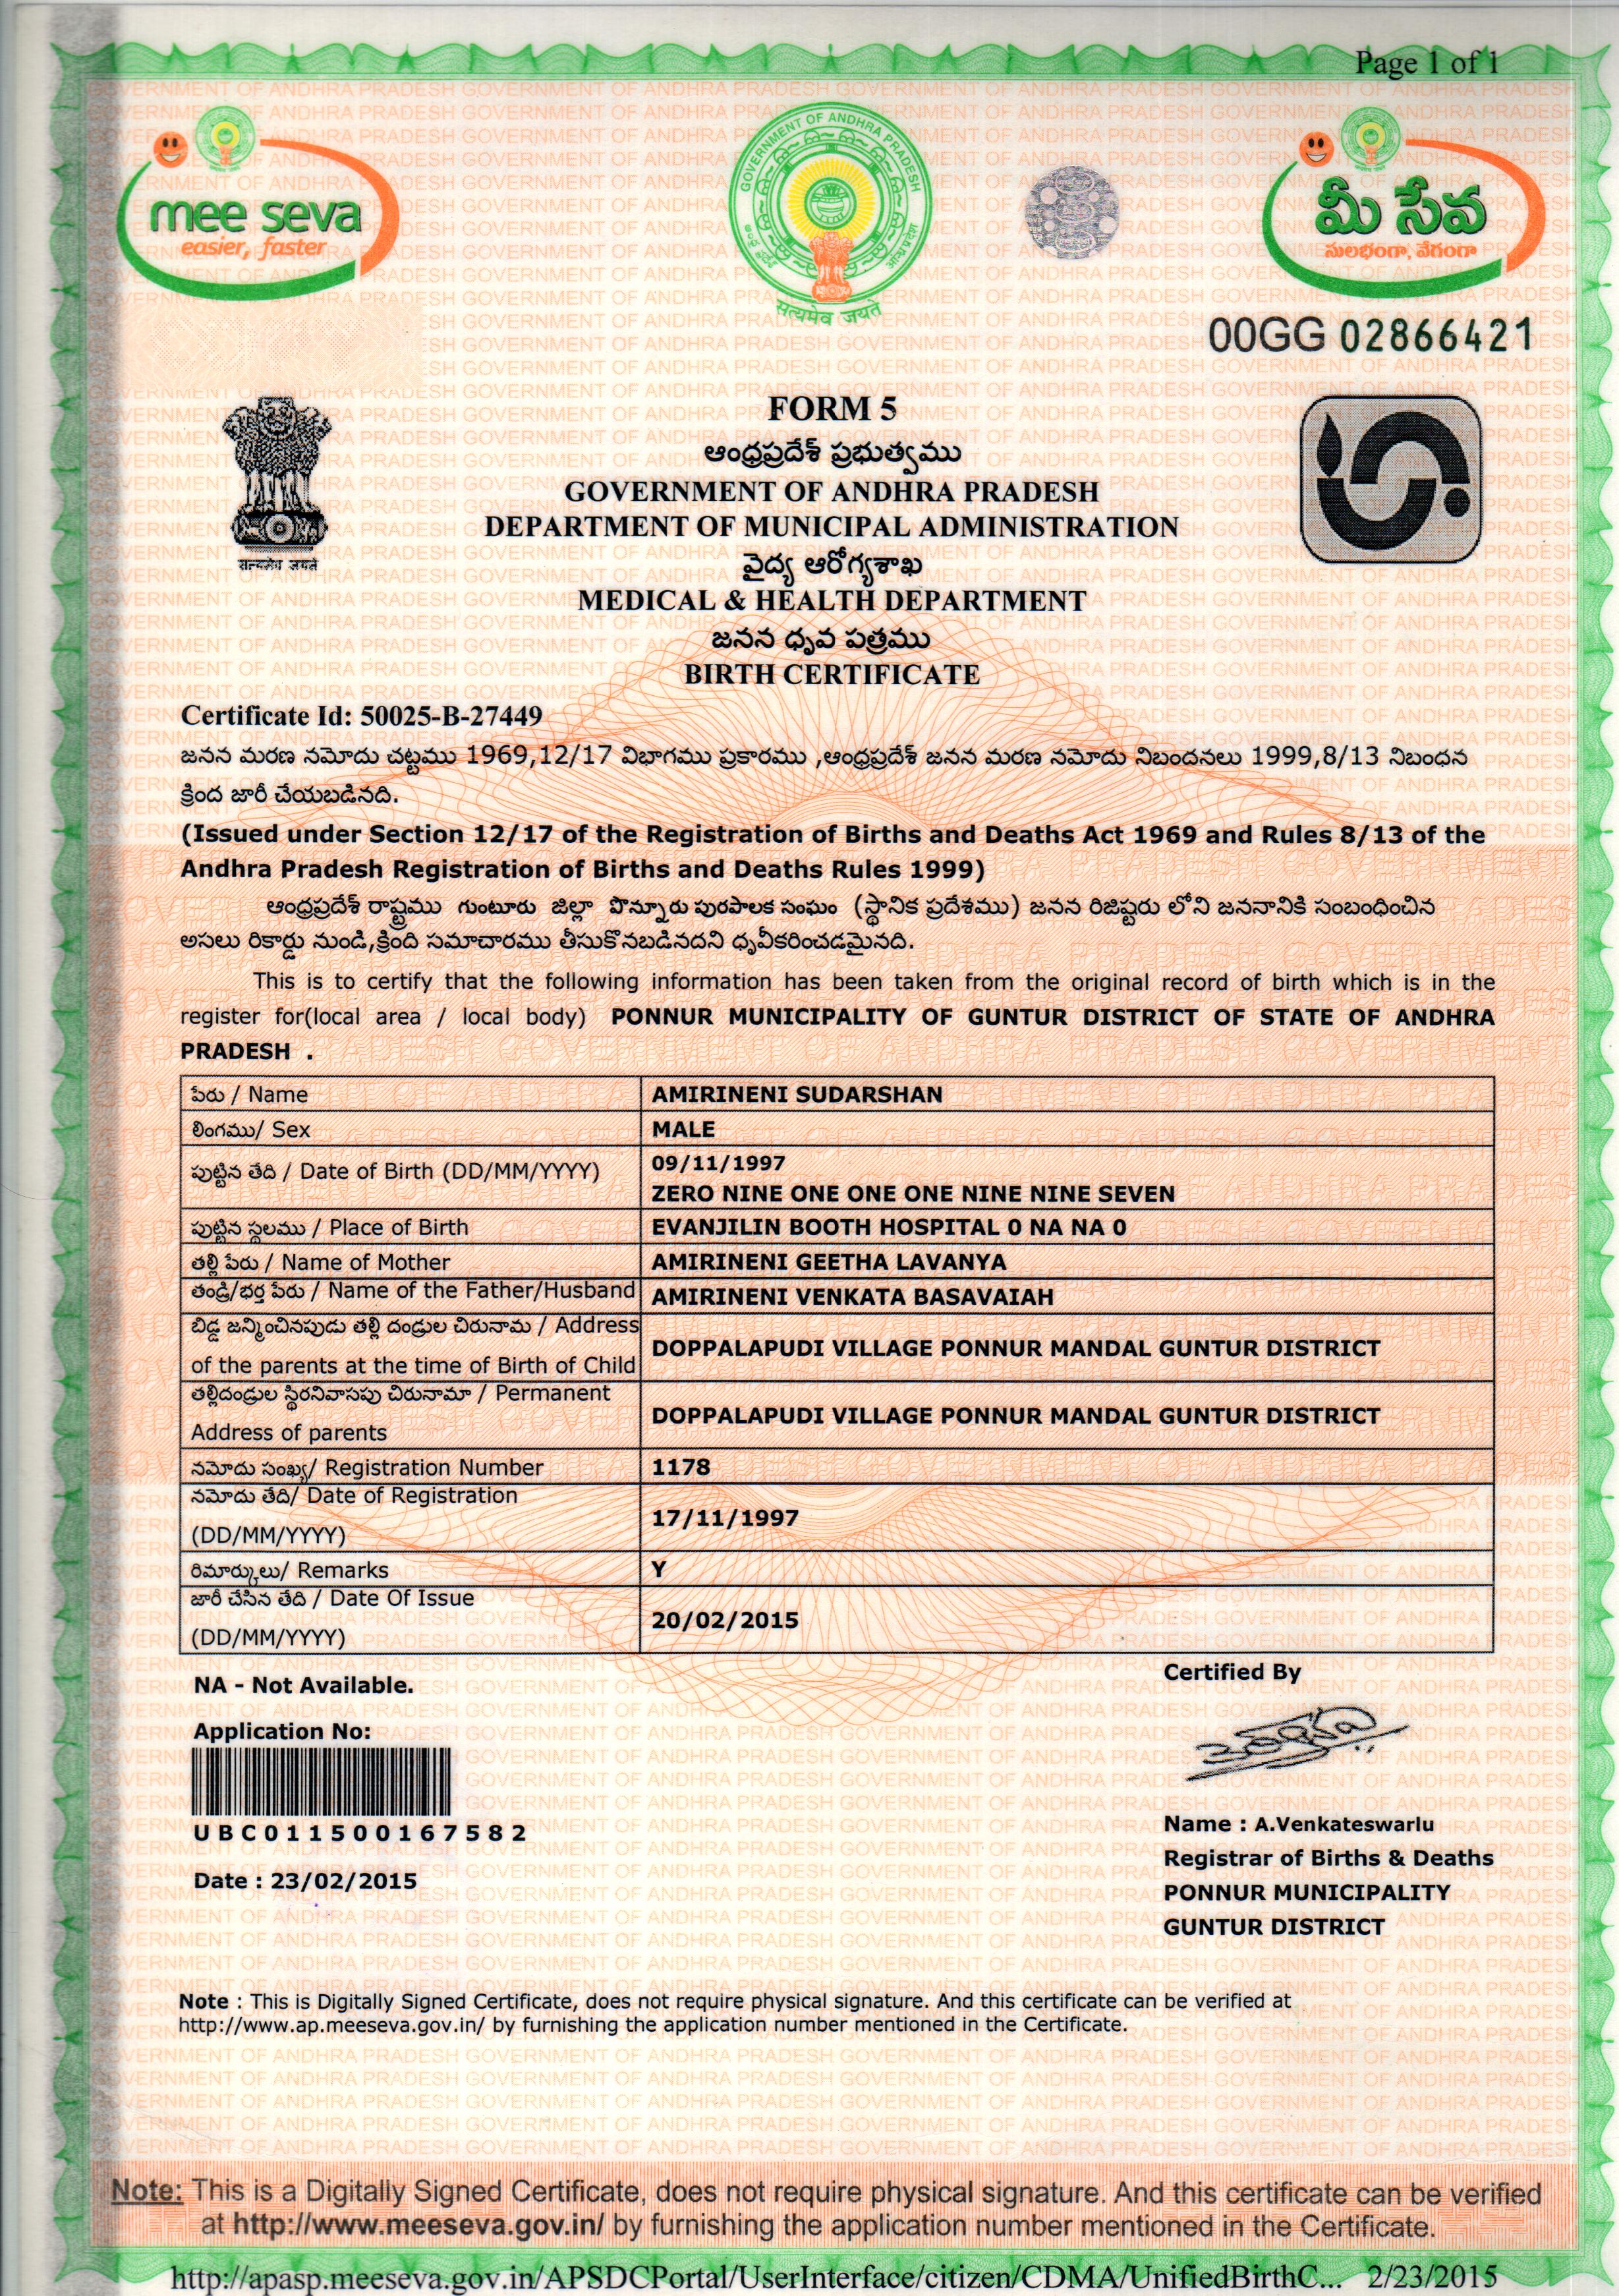 Page 1 of 1
mee seva
easier, faster
GOVERNMENT OF ANDHRA PRADESH
सत्यमेव जयते
మీ సేవ
సులభంగా, వేగంగా
00GG 02866421
सत्यमेव जयते
FORM 5
ఆంధ్రప్రదేశ్ ప్రభుత్వము
GOVERNMENT OF ANDHRA PRADESH
DEPARTMENT OF MUNICIPAL ADMINISTRATION
వైద్య ఆరోగ్యశాఖ
MEDICAL & HEALTH DEPARTMENT
జనన ధృవ పత్రము
BIRTH CERTIFICATE
Certificate Id: 50025-B-27449
జనన మరణ నమోదు చట్టము 1969,12/17 విభాగము ప్రకారము ,ఆంధ్రప్రదేశ్ జనన మరణ నమోదు నిబందనలు 1999,8/13 నిబంధన
క్రింద జారీ చేయబడినది.
(Issued under Section 12/17 of the Registration of Births and Deaths Act 1969 and Rules 8/13 of the
Andhra Pradesh Registration of Births and Deaths Rules 1999)
ఆంధ్రప్రదేశ్ రాష్ట్రము గుంటూరు జిల్లా పొన్నూరు పురపాలక సంఘం (స్థానిక ప్రదేశము) జనన రిజిష్టరు లోని జననానికి సంబంధించిన
అసలు రికార్డు నుండి,క్రింది సమాచారము తీసుకొనబడినదని ధృవీకరించడమైనది.
This is to certify that the following information has been taken from the original record of birth which is in the
register for(local area / local body) PONNUR MUNICIPALITY OF GUNTUR DISTRICT OF STATE OF ANDHRA
PRADESH .
పేరు / Name AMIRINENI SUDARSHAN
లింగము/ Sex MALE
పుట్టిన తేది / Date of Birth (DD/MM/YYYY) 09/11/1997
ZERO NINE ONE ONE ONE NINE NINE SEVEN
పుట్టిన స్థలము / Place of Birth EVANJILIN BOOTH HOSPITAL 0 NA NA 0
తల్లి పేరు / Name of Mother AMIRINENI GEETHA LAVANYA
తండ్రి/భర్త పేరు / Name of the Father/Husband AMIRINENI VENKATA BASAVAIAH
బిడ్డ జన్మించినపుడు తల్లి దండ్రుల చిరునామ / Address
of the parents at the time of Birth of Child DOPPALAPUDI VILLAGE PONNUR MANDAL GUNTUR DISTRICT
తల్లిదండ్రుల స్థిరనివాసపు చిరునామా / Permanent
Address of parents DOPPALAPUDI VILLAGE PONNUR MANDAL GUNTUR DISTRICT
నమోదు సంఖ్య/ Registration Number 1178
నమోదు తేది/ Date of Registration
(DD/MM/YYYY) 17/11/1997
రిమార్కులు/ Remarks Y
జారీ చేసిన తేది / Date Of Issue
(DD/MM/YYYY) 20/02/2015
NA - Not Available.
Certified By
Application No:
UBC011500167582
Date : 23/02/2015
Name : A.Venkateswarlu
Registrar of Births & Deaths
PONNUR MUNICIPALITY
GUNTUR DISTRICT
Note : This is Digitally Signed Certificate, does not require physical signature. And this certificate can be verified at
http://www.ap.meeseva.gov.in/ by furnishing the application number mentioned in the Certificate.
Note: This is a Digitally Signed Certificate, does not require physical signature. And this certificate can be verified
at http://www.meeseva.gov.in/ by furnishing the application number mentioned in the Certificate.
http://apasp.meeseva.gov.in/APSDCPortal/UserInterface/citizen/CDMA/UnifiedBirthC... 2/23/2015